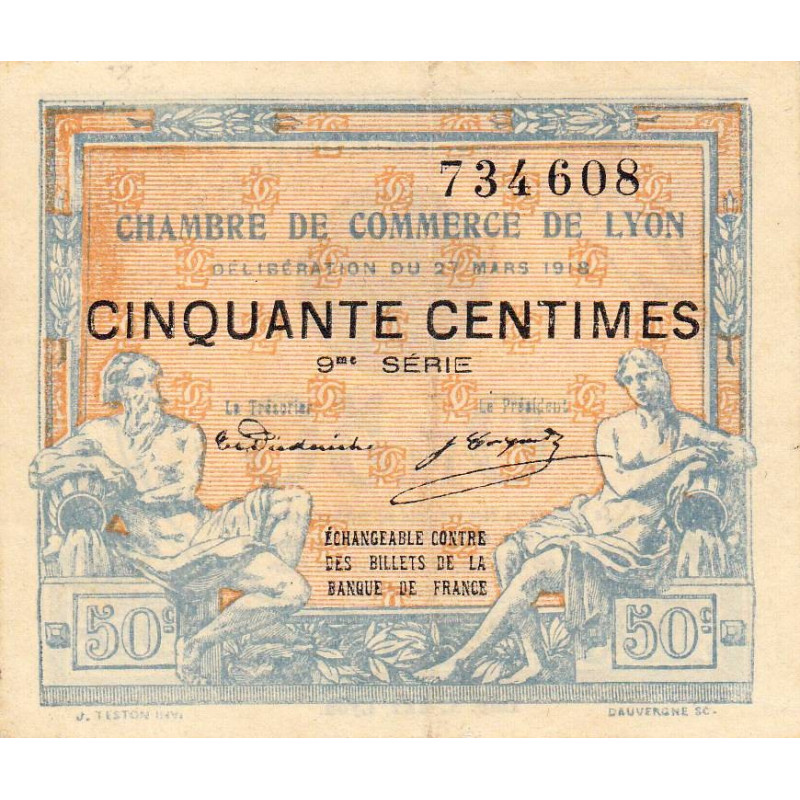 734608
CHAMBRE DE COMMERCE DE LYON
DÉLIBÉRATION DU 27 MARS 1918
CINQUANTE CENTIMES
9me SÉRIE
Le Trésorier Le Président
ÉCHANGEABLE CONTRE
DES BILLETS DE LA
BANQUE DE FRANCE
50c 50c
J. TESTON INV. DAUVERGNE SC.